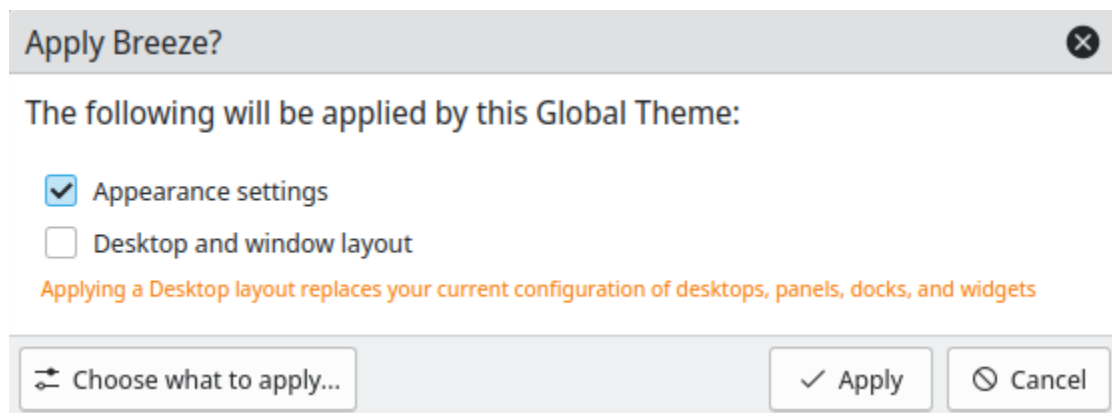 Apply Breeze?
The following will be applied by this Global Theme:
Appearance settings
Desktop and window layout
Applying a Desktop layout replaces your current configuration of desktops, panels, docks, and widgets
Choose what to apply... Apply Cancel